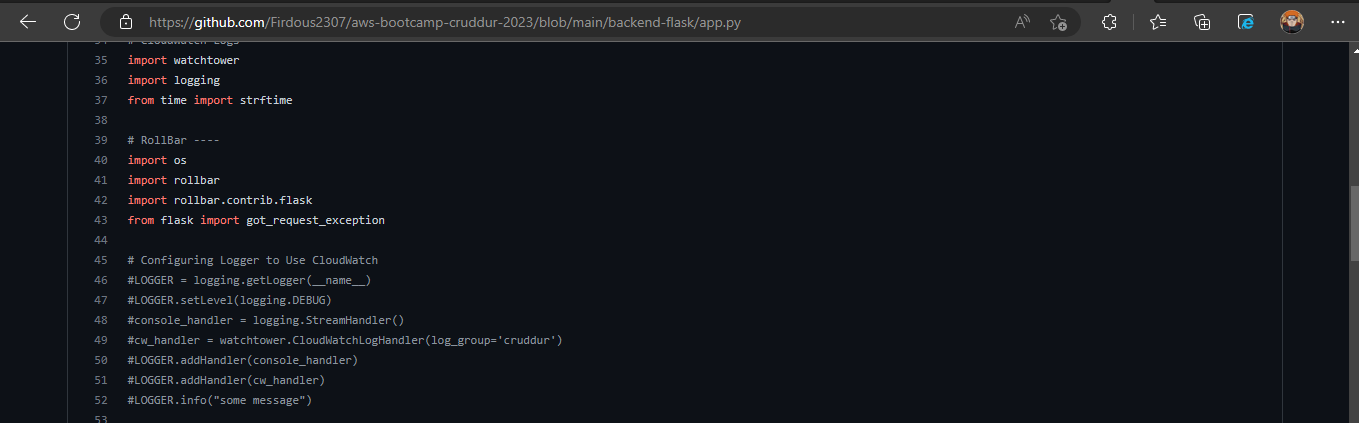 https://github.com/Firdous2307/aws-bootcamp-cruddur-2023/blob/main/backend-flask/app.py
34 # CloudWatch Logs
35 import watchtower
36 import logging
37 from time import strftime
38
39 # RollBar ----
40 import os
41 import rollbar
42 import rollbar.contrib.flask
43 from flask import got_request_exception
44
45 # Configuring Logger to Use CloudWatch
46 #LOGGER = logging.getLogger(__name__)
47 #LOGGER.setLevel(logging.DEBUG)
48 #console_handler = logging.StreamHandler()
49 #cw_handler = watchtower.CloudWatchLogHandler(log_group='cruddur')
50 #LOGGER.addHandler(console_handler)
51 #LOGGER.addHandler(cw_handler)
52 #LOGGER.info("some message")
53